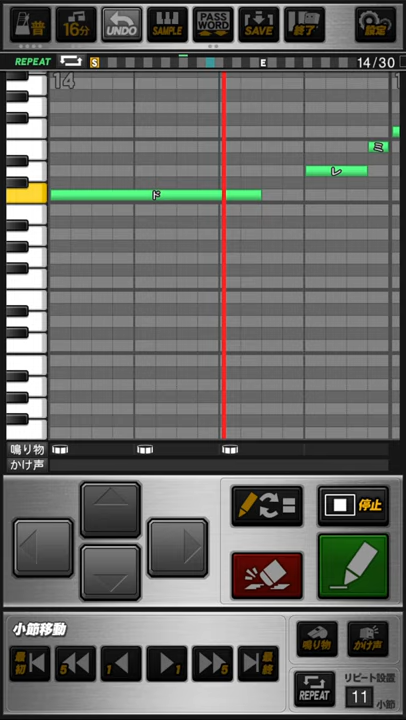 普 16分 UNDO SAMPLE PASS WORD SAVE 終了 設定
REPEAT S E 14/30
14
ミ
レ
ド
鳴り物
かけ声
停止
小節移動
最初 5 1 1 5 最終
鳴り物 かけ声
REPEAT リピート設置 11 小節